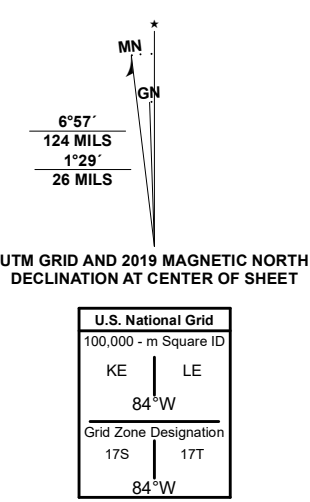 ★
MN
GN
6°57´
124 MILS
1°29´
26 MILS
UTM GRID AND 2019 MAGNETIC NORTH
DECLINATION AT CENTER OF SHEET
U.S. National Grid
100,000 - m Square ID
KE LE
84°W
Grid Zone Designation
17S 17T
84°W